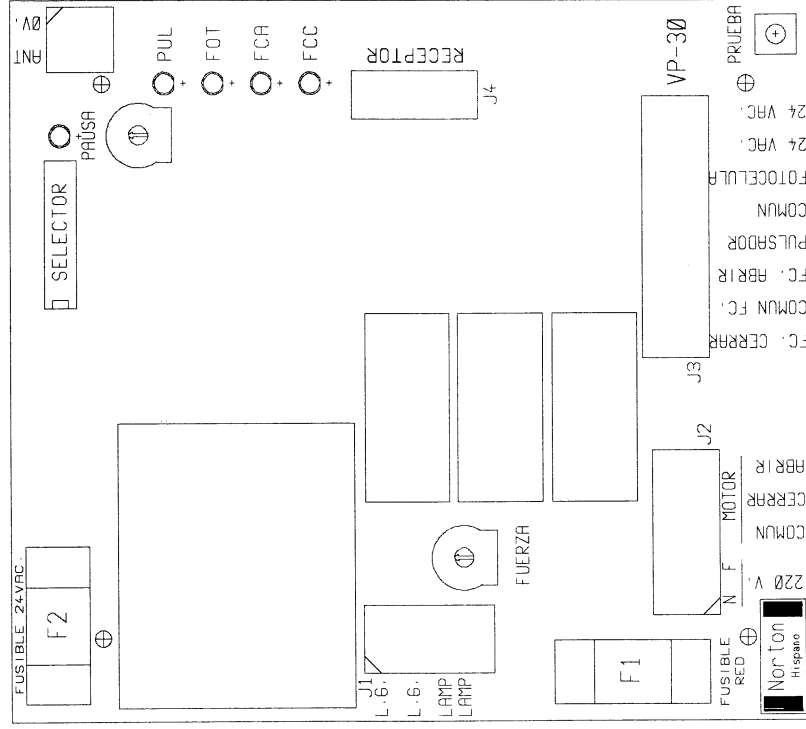 0V.
ANT
PUL
FOT
FCA
FCC
RECEPTOR
J4
VP-30
PRUEBA
PAUSA
SELECTOR
24 VAC.
24 VAC.
FOTOCELULA
COMUN
PULSADOR
FC. ABRIR
COMUN FC.
FC. CERRAR
J3
J2
MOTOR
ABRIR
CERRAR
COMUN
N F
220 V.
FUERZA
FUSIBLE 24VAC.
F2
J1
L.G.
L.G.
LAMP
LAMP
F1
FUSIBLE
RED
Norton
Hispano